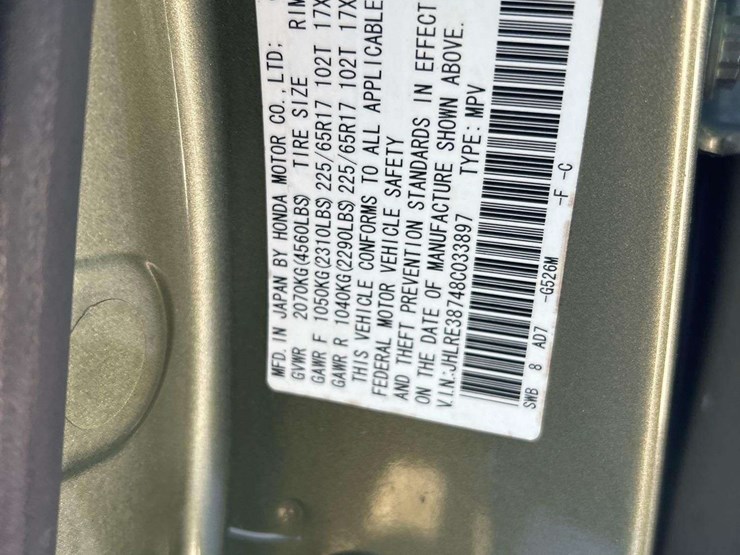 MFD. IN JAPAN BY HONDA MOTOR CO., LTD;
GVWR 2070KG(4560LBS) TIRE SIZE RIM
GAWR F 1050KG(2310LBS) 225/65R17 102T 17X
GAWR R 1040KG(2290LBS) 225/65R17 102T 17X
THIS VEHICLE CONFORMS TO ALL APPLICABLE
FEDERAL MOTOR VEHICLE SAFETY
AND THEFT PREVENTION STANDARDS IN EFFECT
ON THE DATE OF MANUFACTURE SHOWN ABOVE.
V.I.N.:JHLRE38748C033897 TYPE: MPV
SWB 8 AD7 -G526M -F -C